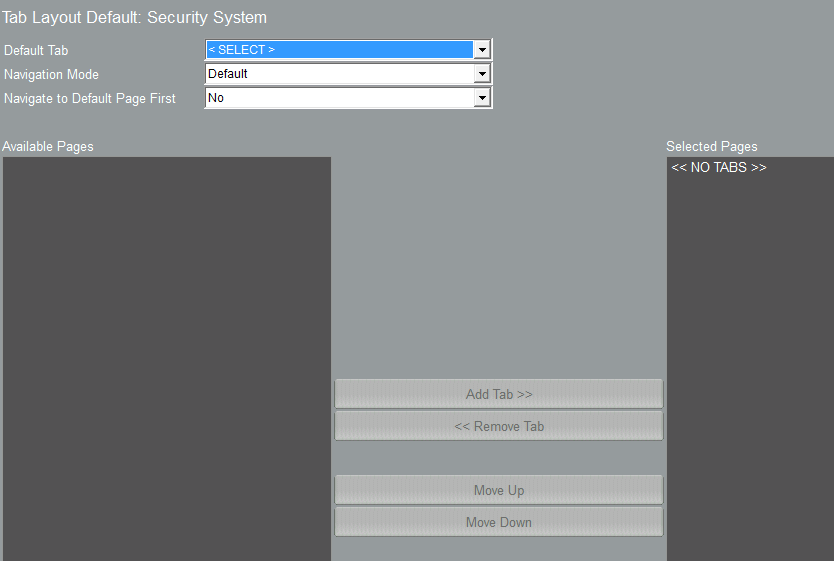 Tab Layout Default: Security System
Default Tab
< SELECT >
Navigation Mode
Default
Navigate to Default Page First
No
Available Pages
Selected Pages
<< NO TABS >>
Add Tab >>
<< Remove Tab
Move Up
Move Down